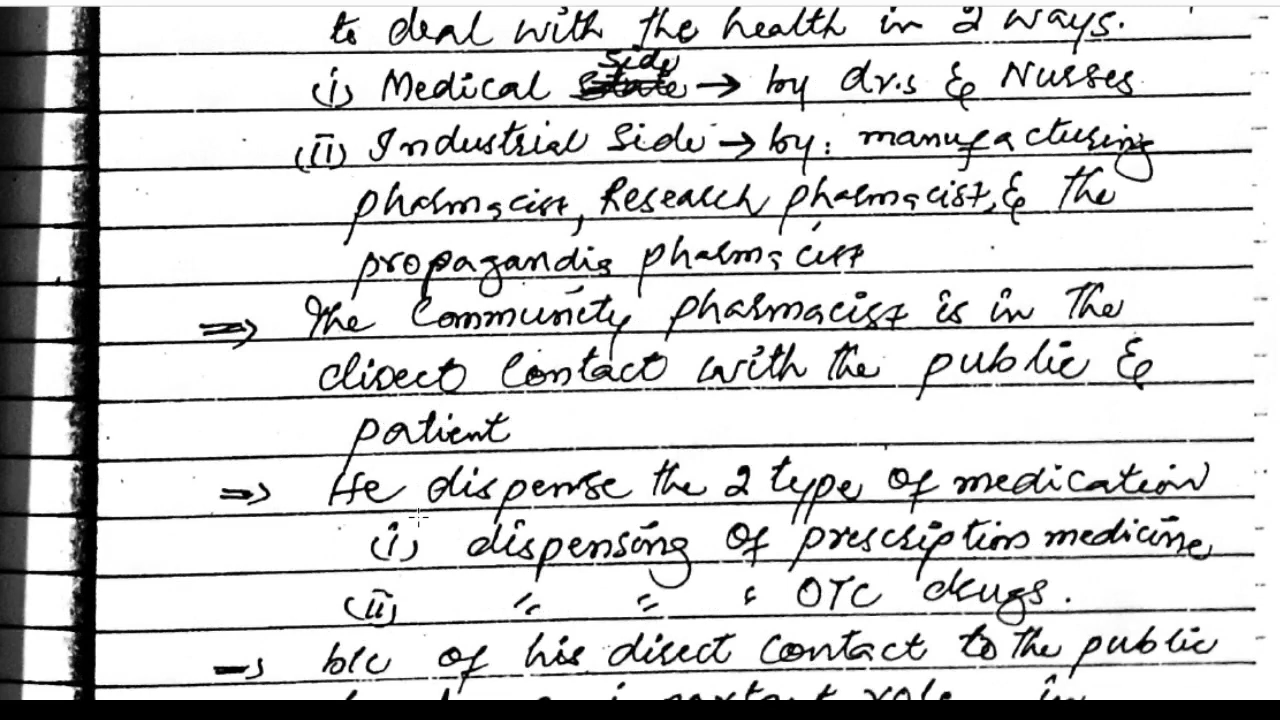 to deal with the health in 2 ways.
(i) Medical State Side → by dr.s & Nurses
(ii) Industrial Side → by: manufacturing
pharmacist, Research pharmacist, & the
propagandis pharmacist
⇒ The Community pharmacist is in the
direct Contact with the public &
patient
⇒ He dispense the 2 type of medication
(i) dispensing of prescription medicine
(ii) " " " OTC drugs.
⇒ b/c of his direct contact to the public
role in